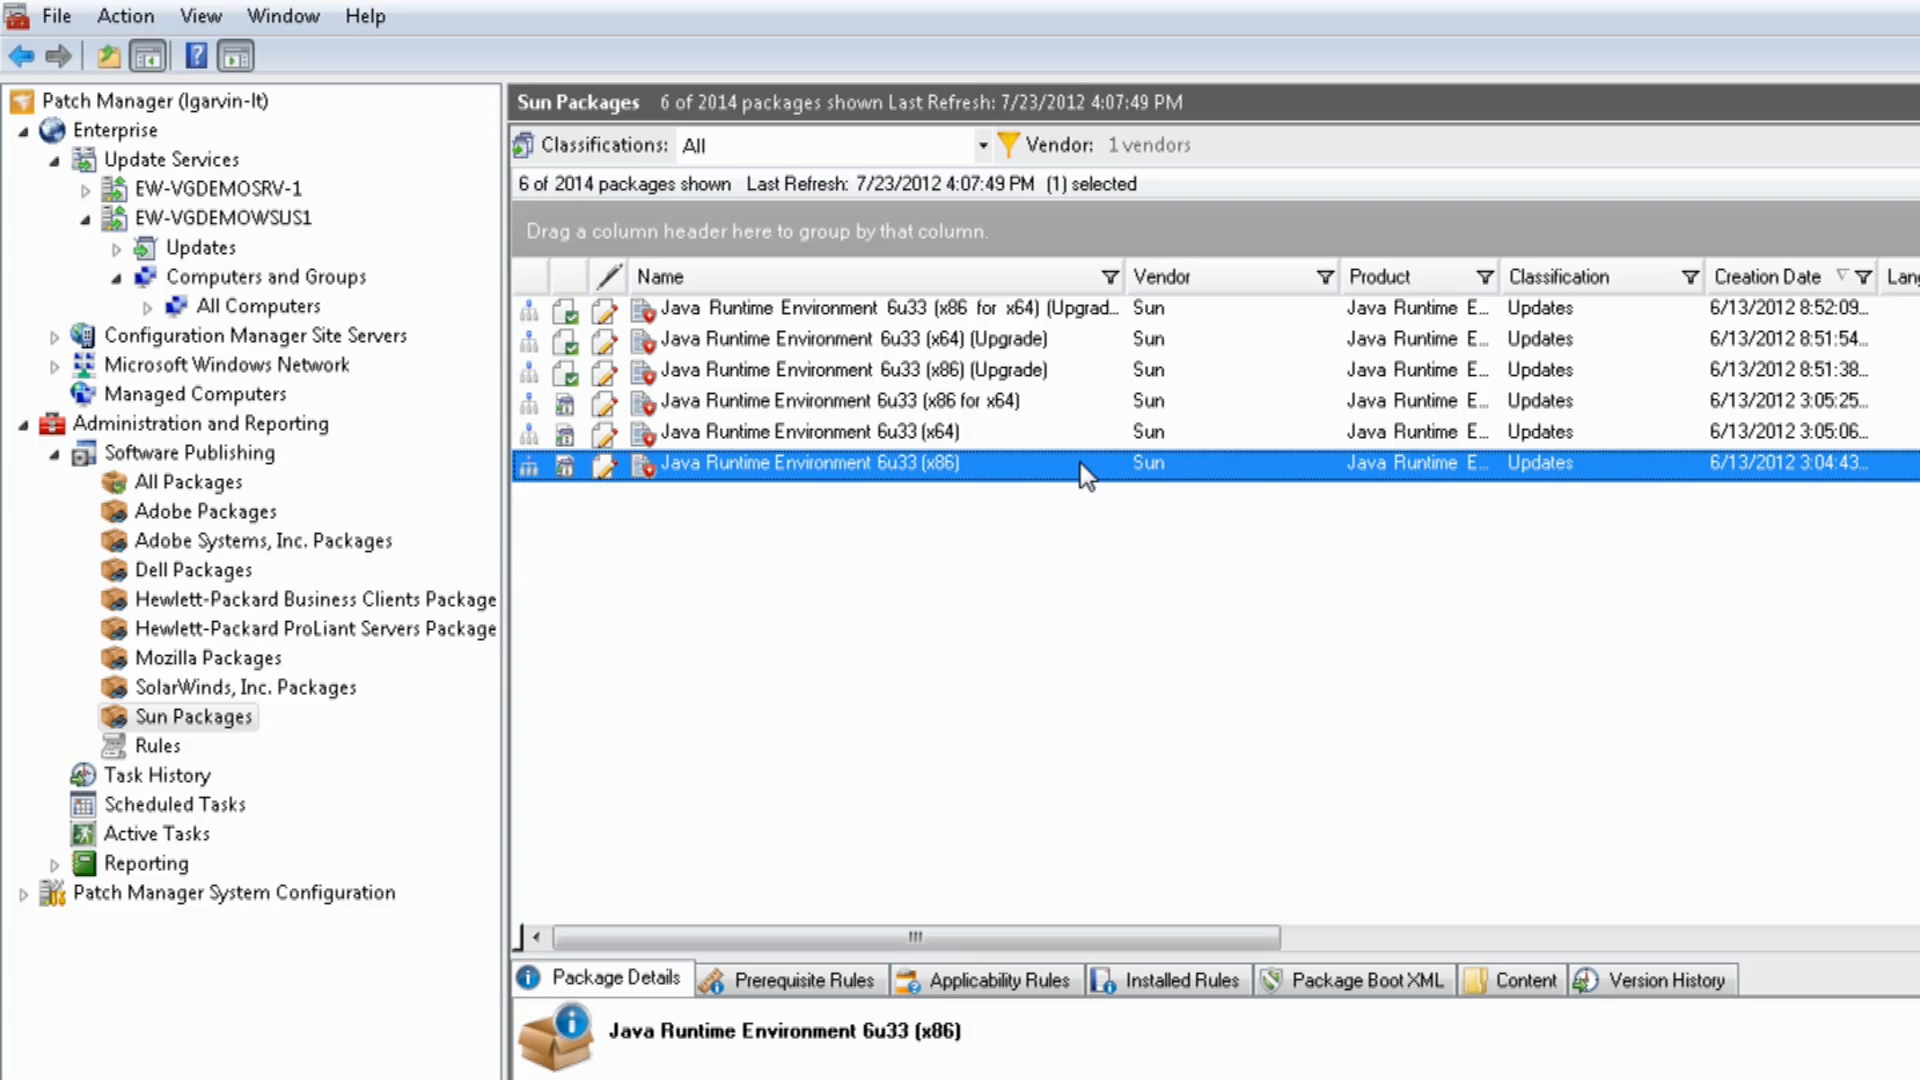 File Action View Window Help
Patch Manager (lgarvin-lt)
Enterprise
Update Services
EW-VGDEMOSRV-1
EW-VGDEMOWSUS1
Updates
Computers and Groups
All Computers
Configuration Manager Site Servers
Microsoft Windows Network
Managed Computers
Administration and Reporting
Software Publishing
All Packages
Adobe Packages
Adobe Systems, Inc. Packages
Dell Packages
Hewlett-Packard Business Clients Package
Hewlett-Packard ProLiant Servers Package
Mozilla Packages
SolarWinds, Inc. Packages
Sun Packages
Rules
Task History
Scheduled Tasks
Active Tasks
Reporting
Patch Manager System Configuration
Sun Packages 6 of 2014 packages shown Last Refresh: 7/23/2012 4:07:49 PM
Classifications: All Vendor: 1 vendors
6 of 2014 packages shown Last Refresh: 7/23/2012 4:07:49 PM (1) selected
Drag a column header here to group by that column.
Name Vendor Product Classification Creation Date Lang
Java Runtime Environment 6u33 (x86 for x64) (Upgrad... Sun Java Runtime E... Updates 6/13/2012 8:52:09...
Java Runtime Environment 6u33 (x64) (Upgrade) Sun Java Runtime E... Updates 6/13/2012 8:51:54...
Java Runtime Environment 6u33 (x86) (Upgrade) Sun Java Runtime E... Updates 6/13/2012 8:51:38...
Java Runtime Environment 6u33 (x86 for x64) Sun Java Runtime E... Updates 6/13/2012 3:05:25...
Java Runtime Environment 6u33 (x64) Sun Java Runtime E... Updates 6/13/2012 3:05:06...
Java Runtime Environment 6u33 (x86) Sun Java Runtime E... Updates 6/13/2012 3:04:43...
Package Details Prerequisite Rules Applicability Rules Installed Rules Package Boot XML Content Version History
Java Runtime Environment 6u33 (x86)